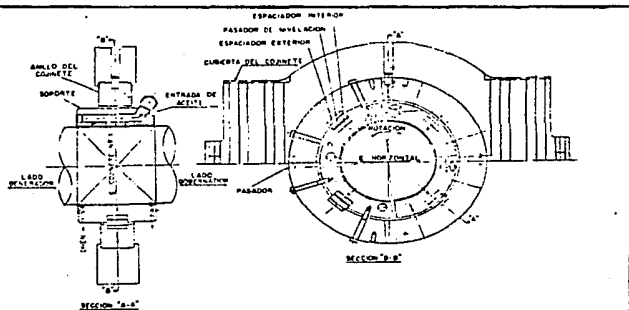 "B"
ANILLO DEL
COJINETE
SOPORTE
ENTRADA DE
ACEITE
LADO
GENERADOR
LADO
GOBERNADOR
"B"
SECCION "A-A"
ESPACIADOR INTERIOR
PASADOR DE NIVELACION
ESPACIADOR EXTERIOR
CUBIERTA DEL COJINETE
"A"
ROTACION
HORIZONTAL
PASADOR
"A"
SECCION "B-B"